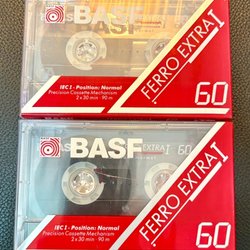 BASF
FERRO EXTRA I
IEC I · Position: Normal
Precision Cassette Mechanism
2 x 30 min 90 m
60
BASF
EXTRA I
FERRO EXTRA I
IEC I · Position: Normal
Precision Cassette Mechanism
2 x 30 min 90 m
60